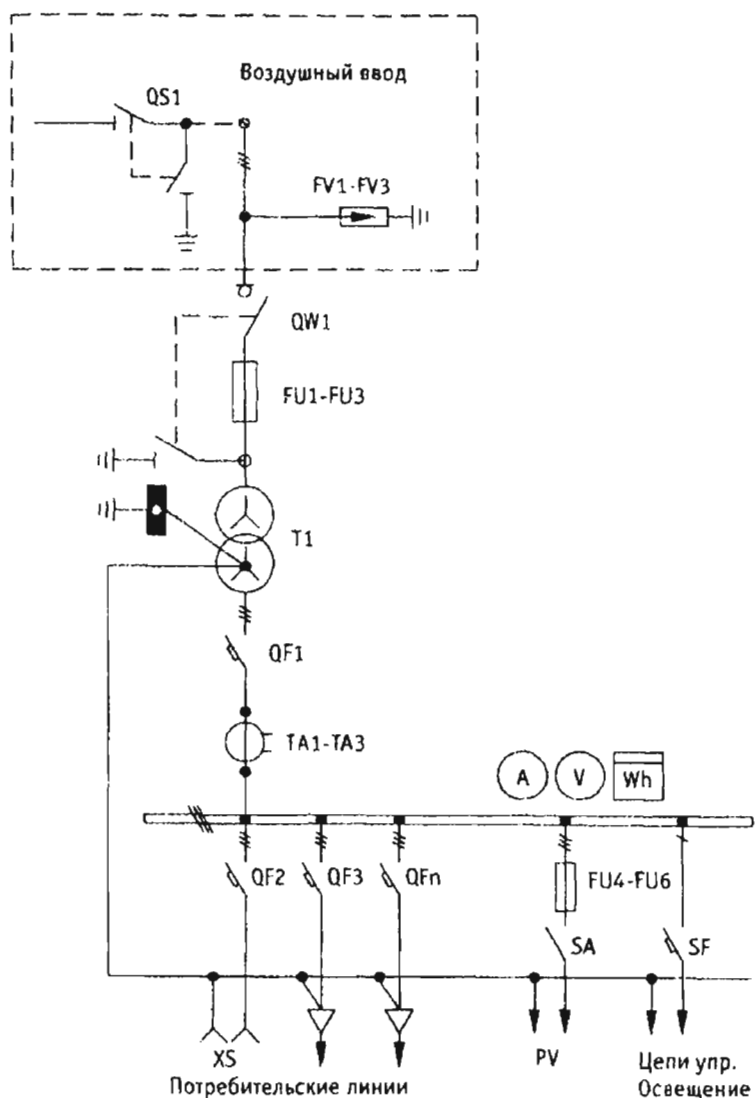 Воздушный ввод
QS1
FV1-FV3
QW1
FU1-FU3
T1
QF1
TA1-TA3
A
V
Wh
QF2
QF3
QFn
FU4-FU6
SA
SF
XS
PV
Цепи упр.
Потребительские линии
Освещение